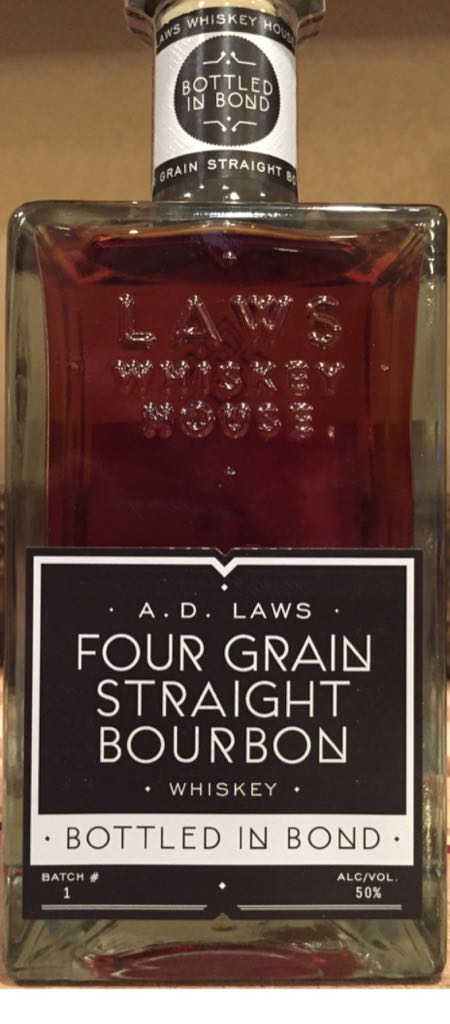 LAWS WHISKEY HOUSE
BOTTLED
IN BOND
GRAIN STRAIGHT
LAWS
WHISKEY
HOUSE.
· A.D. LAWS ·
FOUR GRAIN
STRAIGHT
BOURBON
· WHISKEY ·
· BOTTLED IN BOND ·
BATCH # ALC/VOL.
1 50%